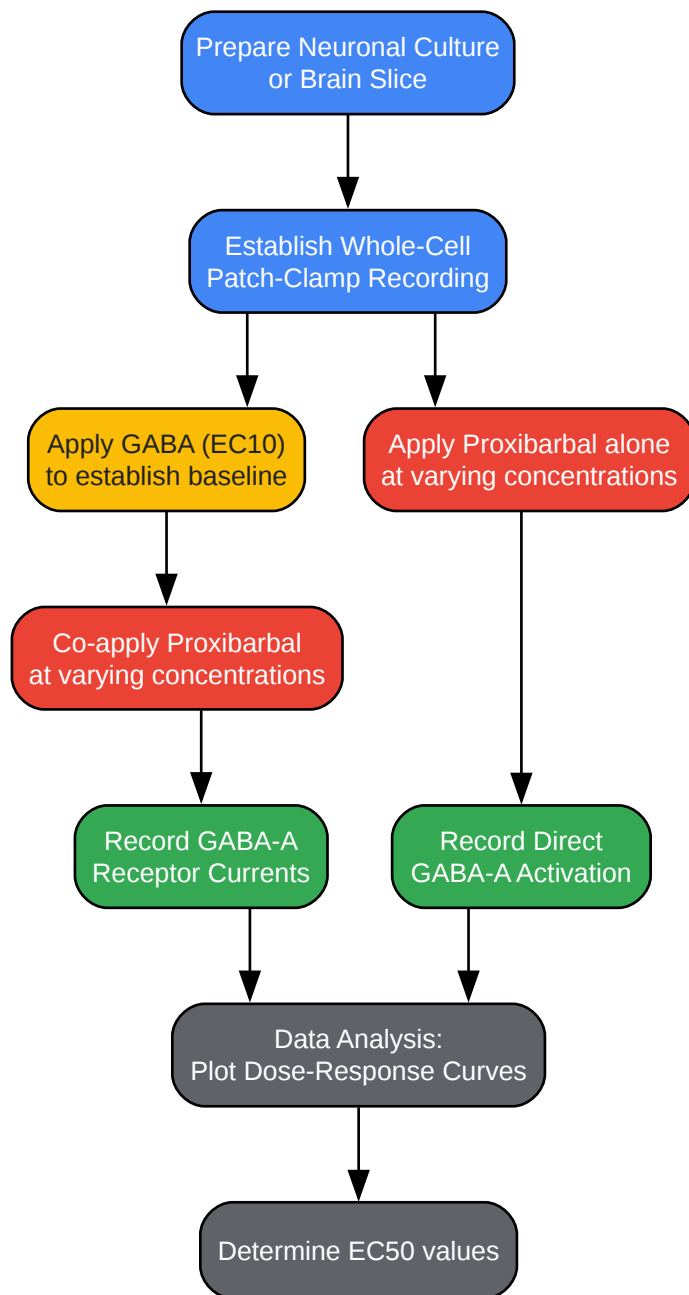 Prepare Neuronal Culture
or Brain Slice
Establish Whole-Cell
Patch-Clamp Recording
Apply GABA (EC10)
to establish baseline
Apply Proxibarbal alone
at varying concentrations
Co-apply Proxibarbal
at varying concentrations
Record GABA-A
Receptor Currents
Record Direct
GABA-A Activation
Data Analysis:
Plot Dose-Response Curves
Determine EC50 values